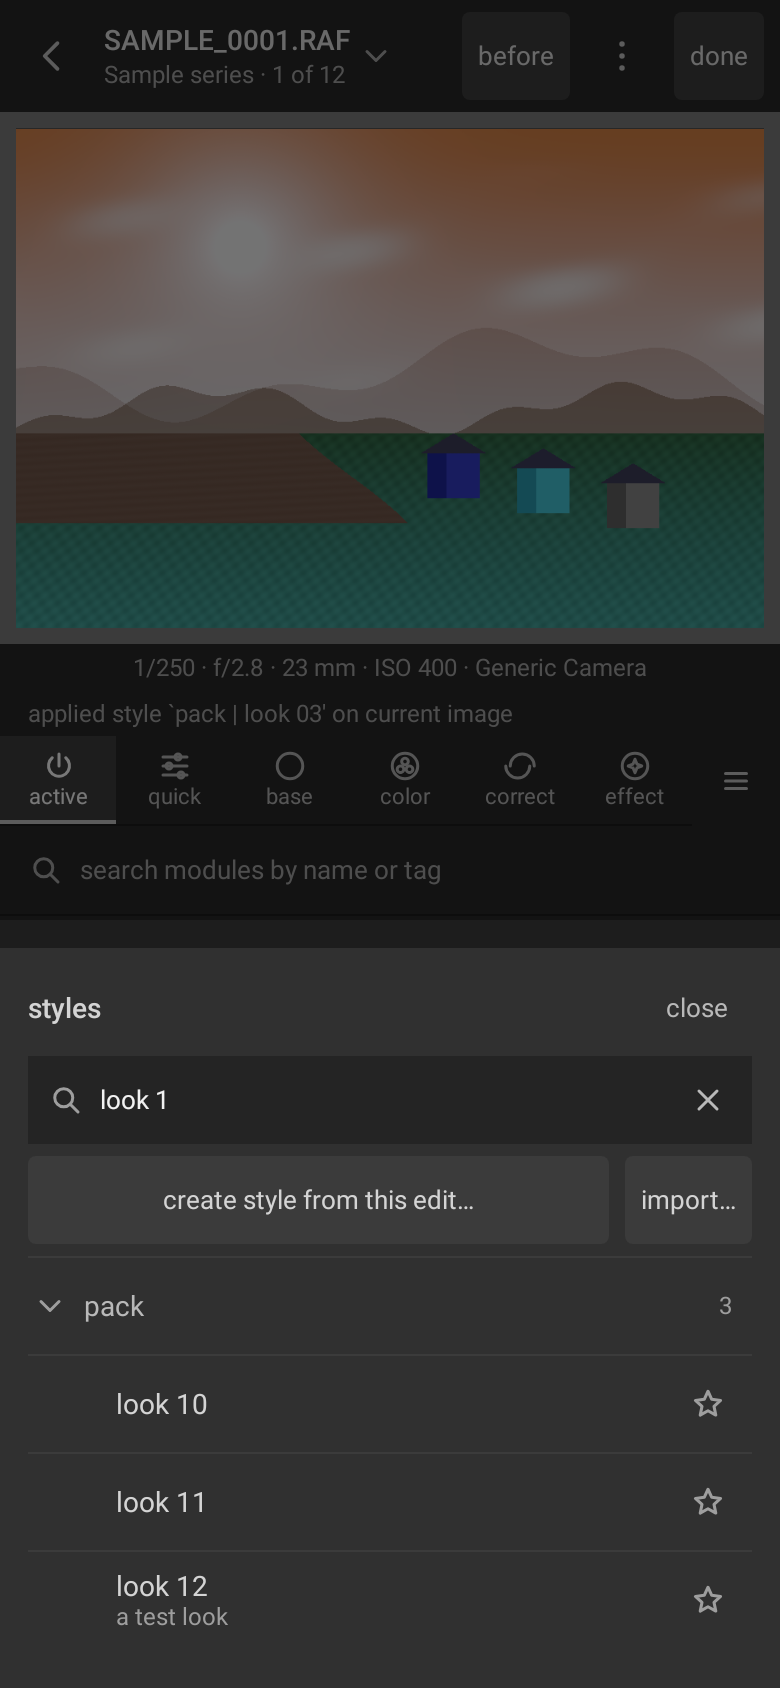 SAMPLE_0001.RAF
Sample series · 1 of 12
before
done
1/250 · f/2.8 · 23 mm · ISO 400 · Generic Camera
applied style `pack | look 03' on current image
active
quick
base
color
correct
effect
search modules by name or tag
styles
close
look 1
create style from this edit...
import...
pack
3
look 10
look 11
look 12
a test look